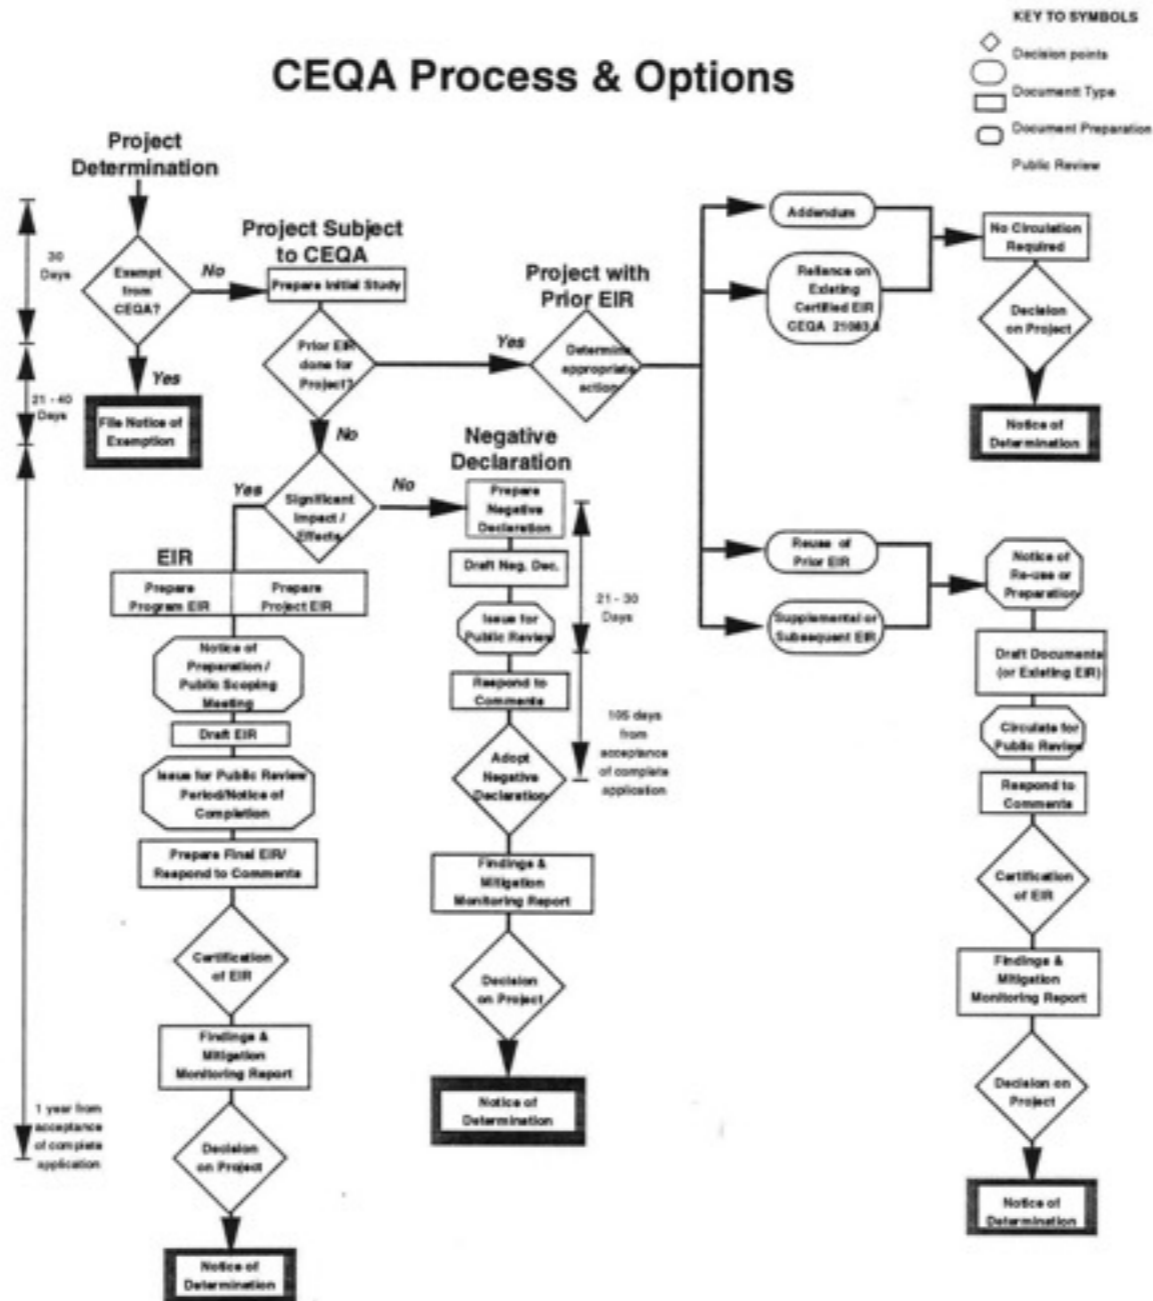 KEY TO SYMBOLS
Decision points
Documentt Type
Document Preparation
Public Review
CEQA Process & Options
Project
Determination
30
Days
Exempt
from
CEQA?
No
Yes
21 - 40
Days
File Notice of
Exemption
Project Subject
to CEQA
Prepare Initial Study
Prior EIR
done for
Project?
Yes
No
Project with
Prior EIR
Determine
appropriate
action
Addendum
Reliance on
Existing
Certified EIR
CEQA
No Circulation
Required
Decision
on Project
Notice of
Determination
Significant
Impact /
Effects
Yes
No
Negative
Declaration
Prepare
Negative
Declaration
Draft Neg. Dec.
Issue for
Public Review
Respond to
Comments
Adopt
Negative
Declaration
Findings &
Mitigation
Monitoring Report
Decision
on Project
Notice of
Determination
21 - 30
Days
105 days
from
acceptance
of complete
application
EIR
Prepare
Program EIR
Prepare
Project EIR
Notice of
Preparation /
Public Scoping
Meeting
Draft EIR
Issue for Public Review
Period/Notice of
Completion
Prepare Final EIR/
Respond to Comments
Certification
of EIR
Findings &
Mitigation
Monitoring Report
Decision
on Project
Notice of
Determination
1 year from
acceptance
of complete
application
Reuse of
Prior EIR
Supplemental or
Subsequent EIR
Notice of
Re-use or
Preparation
Draft Documents
(or Existing EIR)
Circulate for
Public Review
Respond to
Comments
Certification
of EIR
Findings &
Mitigation
Monitoring Report
Decision on
Project
Notice of
Determination